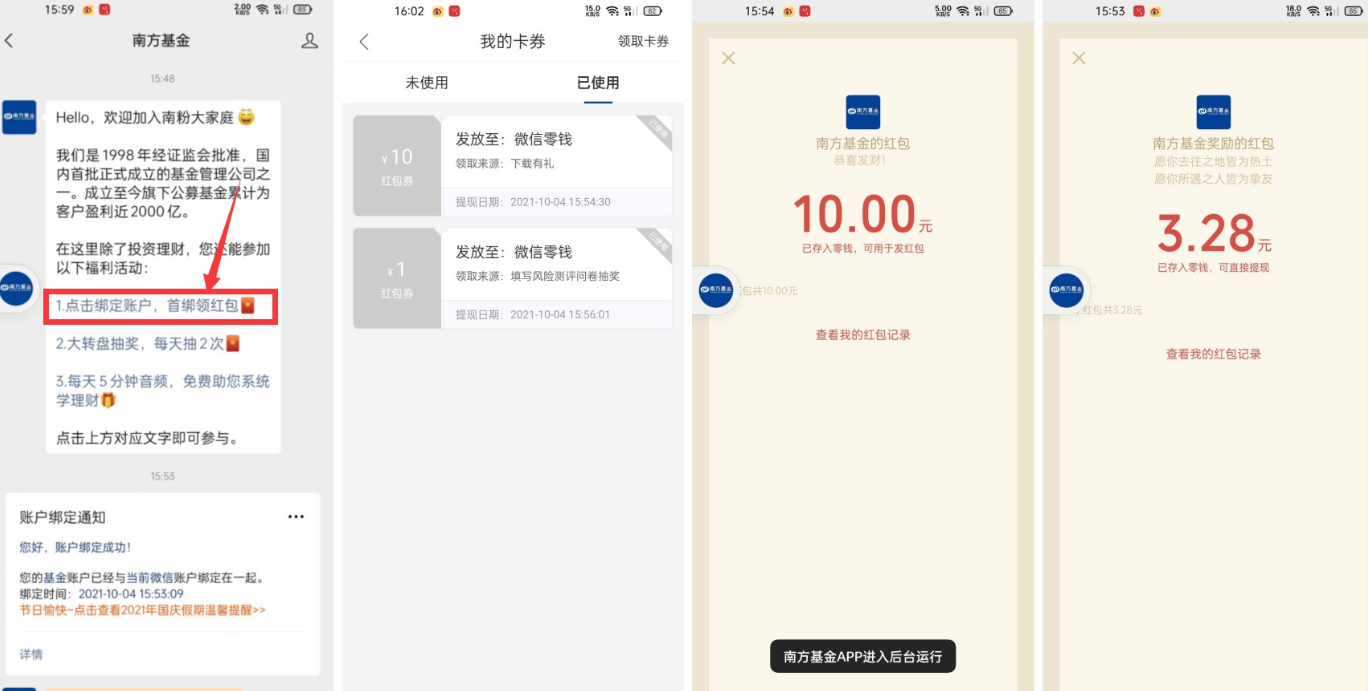 15:59
2.00 KB/S
5G
83
南方基金
15:48
南方基金
Hello，欢迎加入南粉大家庭😄
我们是1998年经证监会批准，国
内首批正式成立的基金管理公司之
一。成立至今旗下公募基金累计为
客户盈利近2000亿。
在这里除了投资理财，您还能参加
以下福利活动：
南方基金
1.点击绑定账户，首绑领红包🧧
2.大转盘抽奖，每天抽2次🧧
3.每天5分钟音频，免费助您系统
学理财🎁
点击上方对应文字即可参与。
15:53
账户绑定通知
您好，账户绑定成功！
您的基金账户已经与当前微信账户绑定在一起。
绑定时间：2021-10-04 15:53:09
节日愉快~点击查看2021年国庆假期温馨提醒>>
详情
16:02
15.0 KB/S
5G
82
我的卡券
领取卡券
未使用
已使用
¥10
红包券
发放至：微信零钱
领取来源：下载有礼
提现日期：2021-10-04 15:54:30
已使用
¥1
红包券
发放至：微信零钱
领取来源：填写风险测评问卷抽奖
提现日期：2021-10-04 15:56:01
已使用
15:54
5.00 KB/S
5G
85
南方基金
南方基金的红包
恭喜发财！
10.00元
已存入零钱，可用于发红包
南方基金
红包共10.00元
查看我的红包记录
南方基金APP进入后台运行
15:53
18.0 KB/S
5G
85
南方基金
南方基金奖励的红包
愿你去往之地皆为热土
愿你所遇之人皆为挚友
3.28元
已存入零钱，可直接提现
南方基金
红包共3.28元
查看我的红包记录